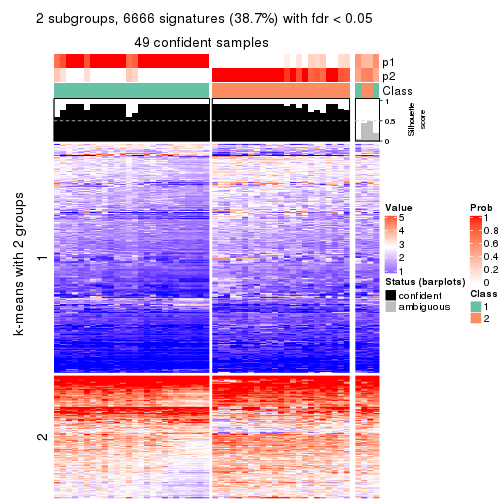 2 subgroups, 6666 signatures (38.7%) with fdr < 0.05
49 confident samples
p1
p2
Class
1
0.5
0
Silhouette
score
k-means with 2 groups
1
2
Value
5
4
3
2
1
Status (barplots)
confident
ambiguous
Prob
1
0.8
0.6
0.4
0.2
0
Class
1
2